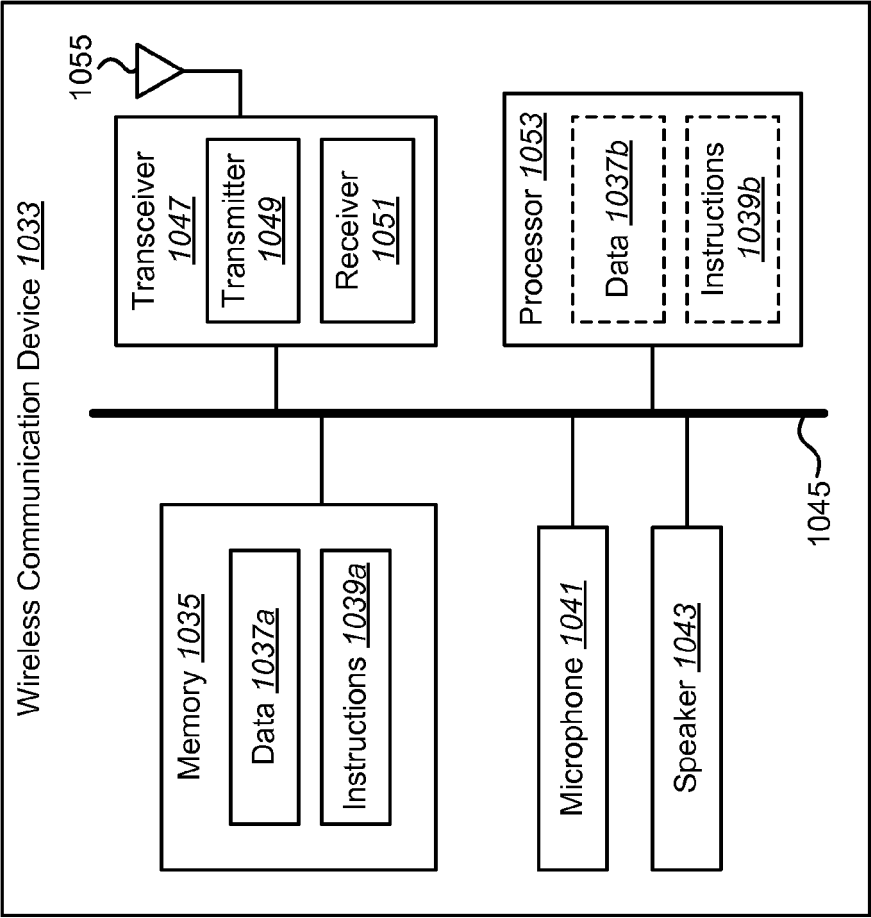 Wireless Communication Device 1033
Memory 1035
Data 1037a
Instructions 1039a
Microphone 1041
Speaker 1043
1045
Transceiver
1047
Transmitter
1049
Receiver
1051
1055
Processor 1053
Data 1037b
Instructions
1039b